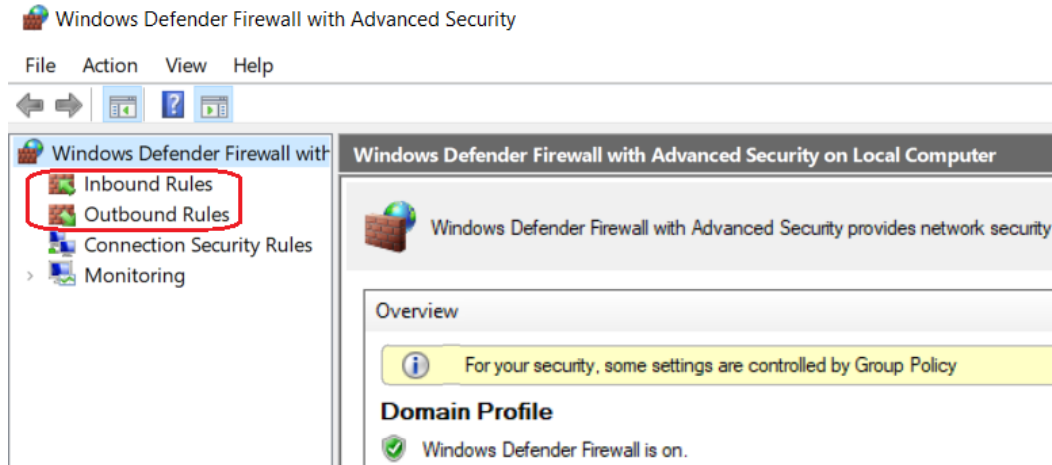 Windows Defender Firewall with Advanced Security
File Action View Help
Windows Defender Firewall with
Inbound Rules
Outbound Rules
Connection Security Rules
Monitoring
Windows Defender Firewall with Advanced Security on Local Computer
Windows Defender Firewall with Advanced Security provides network security
Overview
For your security, some settings are controlled by Group Policy
Domain Profile
Windows Defender Firewall is on.